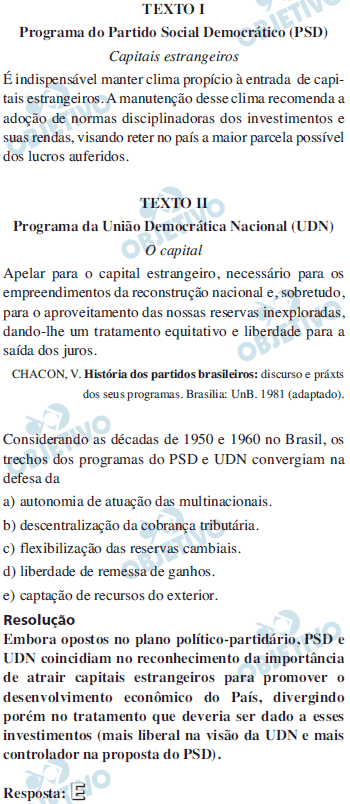 TEXTO I
Programa do Partido Social Democrático (PSD)
Capitais estrangeiros
É indispensável manter clima propício à entrada de capi-
tais estrangeiros. A manutenção desse clima recomenda a
adoção de normas disciplinadoras dos investimentos e
suas rendas, visando reter no país a maior parcela possível
dos lucros auferidos.
TEXTO II
Programa da União Democrática Nacional (UDN)
O capital
Apelar para o capital estrangeiro, necessário para os
empreendimentos da reconstrução nacional e, sobretudo,
para o aproveitamento das nossas reservas inexploradas,
dando-lhe um tratamento equitativo e liberdade para a
saída dos juros.
CHACON, V. História dos partidos brasileiros: discurso e práxts
dos seus programas. Brasilia: UnB. 1981 (adaptado).
Considerando as décadas de 1950 e 1960 no Brasil, os
trechos dos programas do PSD e UDN convergiam na
defesa da
a) autonomia de atuação das multinacionais.
b) descentralização da cobrança tributária.
c) flexibilização das reservas cambiais.
d) liberdade de remessa de ganhos.
e) captação de recursos do exterior.
Resolução
Embora opostos no plano político-partidário, PSD e
UDN coincidiam no reconhecimento da importância
de atrair capitais estrangeiros para promover o
desenvolvimento econômico do País, divergindo
porém no tratamento que deveria ser dado a esses
investimentos (mais liberal na visão da UDN e mais
controlador na proposta do PSD).
Resposta: E